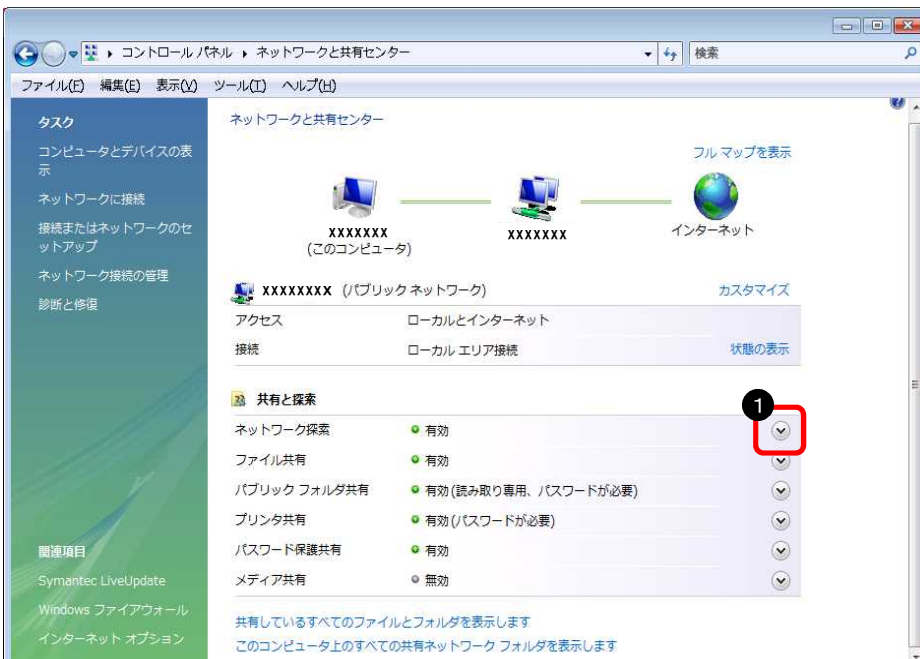 コントロール パネル ▸ ネットワークと共有センター
検索
ファイル(F) 編集(E) 表示(V) ツール(T) ヘルプ(H)
タスク
コンピュータとデバイスの表
示
ネットワークに接続
接続またはネットワークのセ
ットアップ
ネットワーク接続の管理
診断と修復
ネットワークと共有センター
フル マップを表示
XXXXXXX
(このコンピュータ)
XXXXXXX
インターネット
XXXXXXXX (パブリック ネットワーク) カスタマイズ
アクセス ローカルとインターネット
接続 ローカル エリア接続 状態の表示
共有と探索
1
ネットワーク探索 有効
ファイル共有 有効
パブリック フォルダ共有 有効(読み取り専用、パスワードが必要)
プリンタ共有 有効(パスワードが必要)
パスワード保護共有 有効
メディア共有 無効
共有しているすべてのファイルとフォルダを表示します
このコンピュータ上のすべての共有ネットワーク フォルダを表示します
関連項目
Symantec LiveUpdate
Windows ファイアウォール
インターネット オプション